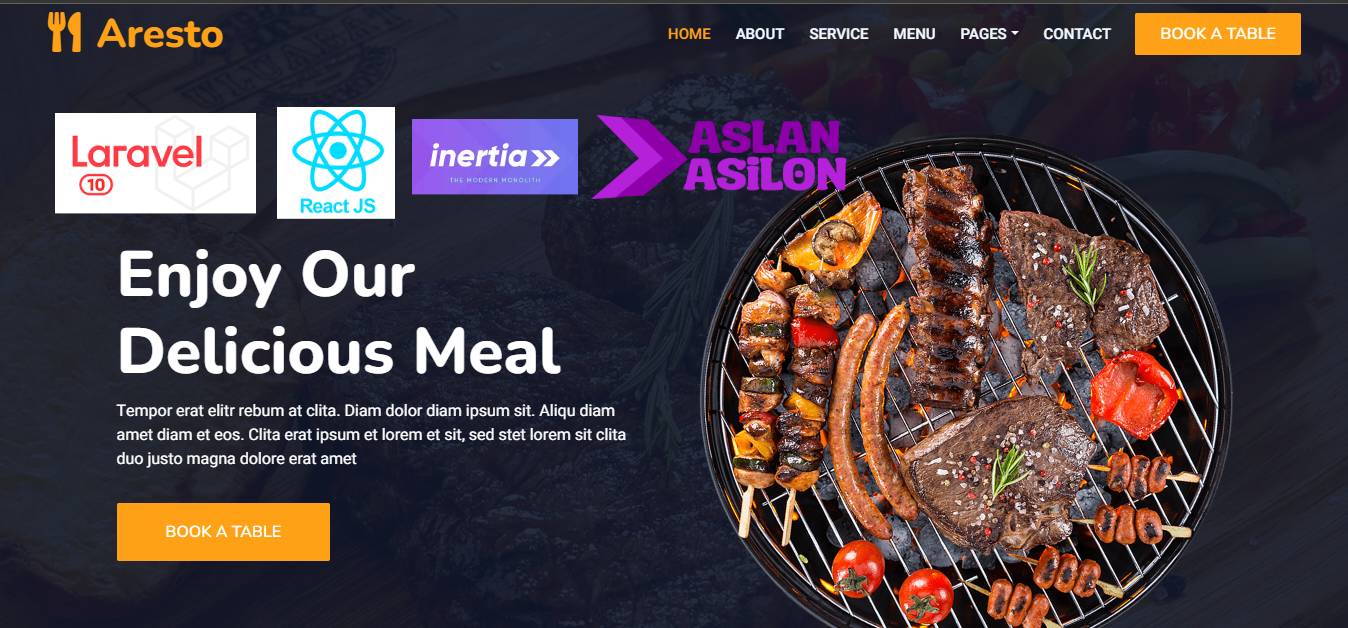 Aresto
HOME ABOUT SERVICE MENU PAGES CONTACT BOOK A TABLE
Laravel
10
React JS
inertia
THE MODERN MONOLITH
ASLAN
ASiLON
Enjoy Our
Delicious Meal
Tempor erat elitr rebum at clita. Diam dolor diam ipsum sit. Aliqu diam
amet diam et eos. Clita erat ipsum et lorem et sit, sed stet lorem sit clita
duo justo magna dolore erat amet
BOOK A TABLE